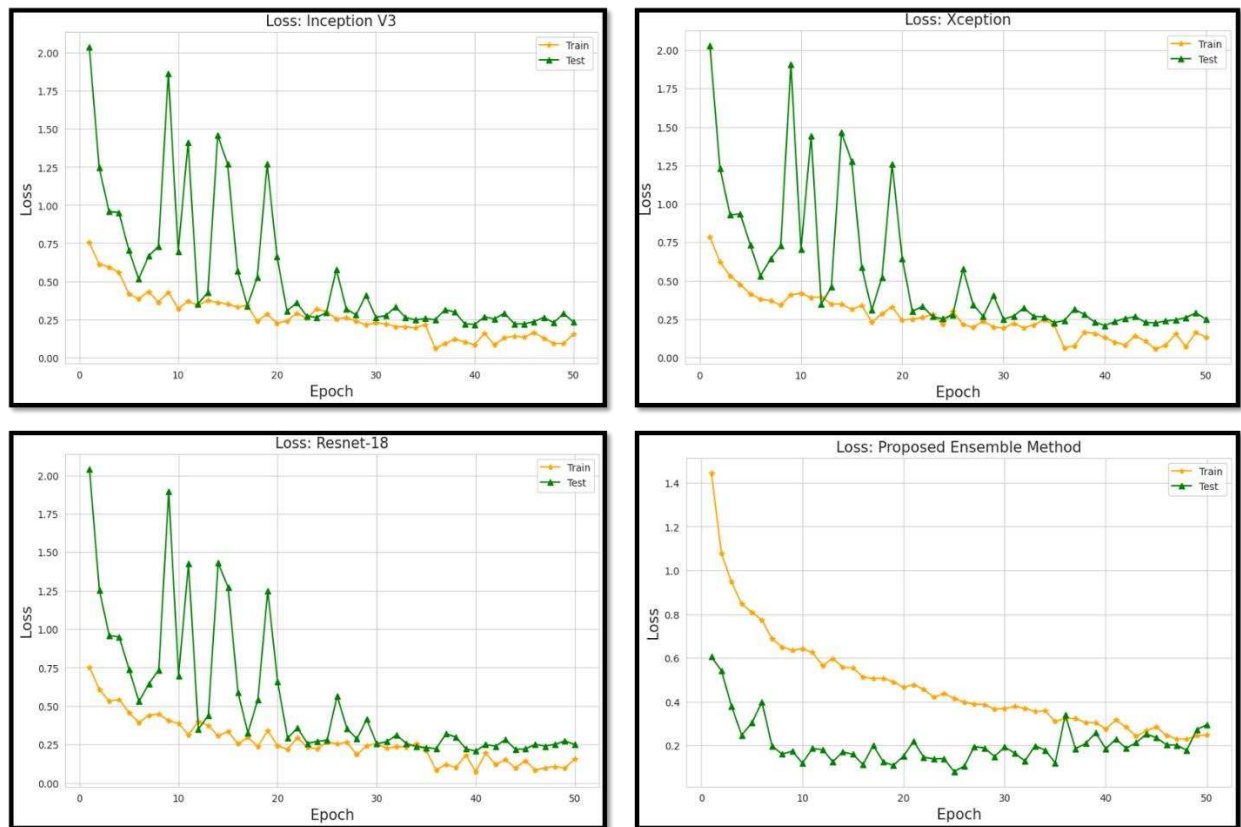 Loss: Inception V3
Train
Test
2.00
1.75
1.50
1.25
1.00
0.75
0.50
0.25
0.00
Loss
0 10 20 30 40 50
Epoch
Loss: Xception
Train
Test
2.00
1.75
1.50
1.25
1.00
0.75
0.50
0.25
0.00
Loss
0 10 20 30 40 50
Epoch
Loss: Resnet-18
Train
Test
2.00
1.75
1.50
1.25
1.00
0.75
0.50
0.25
0.00
Loss
0 10 20 30 40 50
Epoch
Loss: Proposed Ensemble Method
Train
Test
1.4
1.2
1.0
0.8
0.6
0.4
0.2
Loss
0 10 20 30 40 50
Epoch